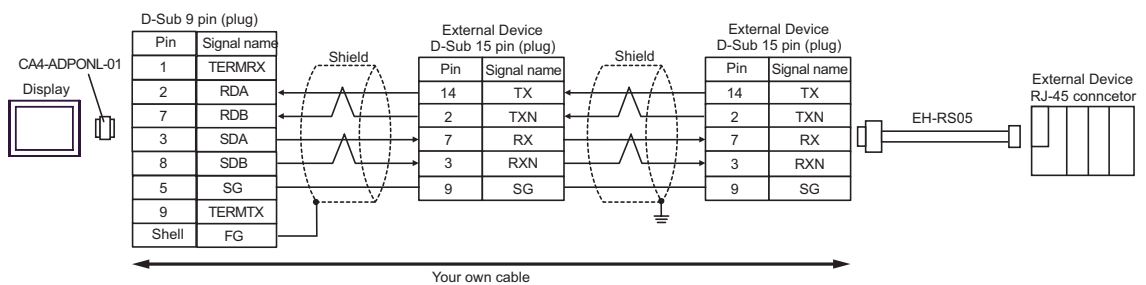 D-Sub 9 pin (plug)
Pin Signal name
1 TERMRX
2 RDA
7 RDB
3 SDA
8 SDB
5 SG
9 TERMTX
Shell FG
CA4-ADPONL-01
Display
Shield
External Device
D-Sub 15 pin (plug)
Pin Signal name
14 TX
2 TXN
7 RX
3 RXN
9 SG
Shield
External Device
D-Sub 15 pin (plug)
Pin Signal name
14 TX
2 TXN
7 RX
3 RXN
9 SG
EH-RS05
External Device
RJ-45 conncetor
Your own cable